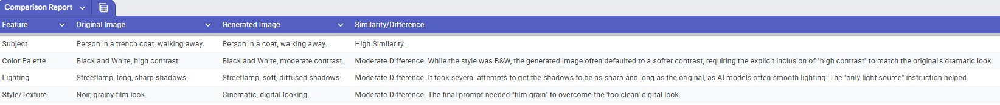 Comparison Report
Feature Original Image Generated Image Similarity/Difference
Subject Person in a trench coat, walking away. Person in a coat, walking away. High Similarity.
Color Palette Black and White, high contrast. Black and White, moderate contrast. Moderate Difference. While the style was B&W, the generated image often defaulted to a softer contrast, requiring the explicit inclusion of "high contrast" to match the original's dramatic look.
Lighting Streetlamp, long, sharp shadows. Streetlamp, soft, diffused shadows. Moderate Difference. It took several attempts to get the shadows to be as sharp and long as the original, as AI models often smooth lighting. The "only light source" instruction helped.
Style/Texture Noir, grainy film look. Cinematic, digital-looking. Moderate Difference. The final prompt needed "film grain" to overcome the 'too clean' digital look.